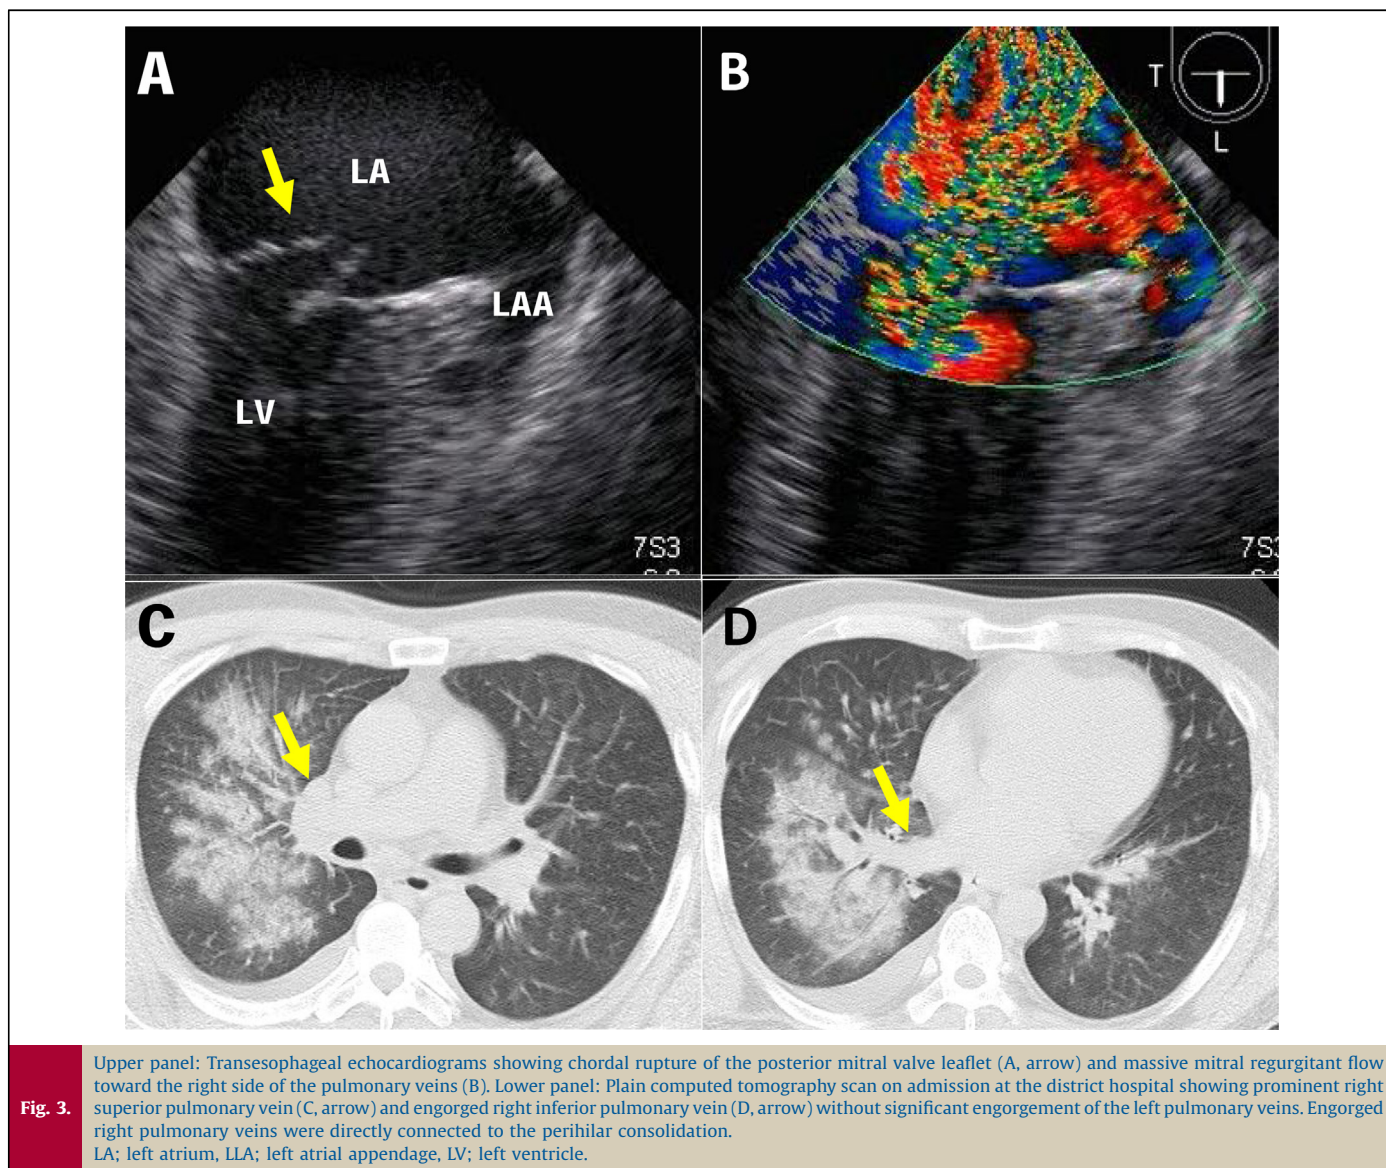 A
B
T
L
LA
LAA
LV
7S3
C
D
Fig. 3.
Upper panel: Transesophageal echocardiograms showing chordal rupture of the posterior mitral valve leaflet (A, arrow) and massive mitral regurgitant flow
toward the right side of the pulmonary veins (B). Lower panel: Plain computed tomography scan on admission at the district hospital showing prominent right
superior pulmonary vein (C, arrow) and engorged right inferior pulmonary vein (D, arrow) without significant engorgement of the left pulmonary veins. Engorged
right pulmonary veins were directly connected to the perihilar consolidation.
LA; left atrium, LLA; left atrial appendage, LV; left ventricle.